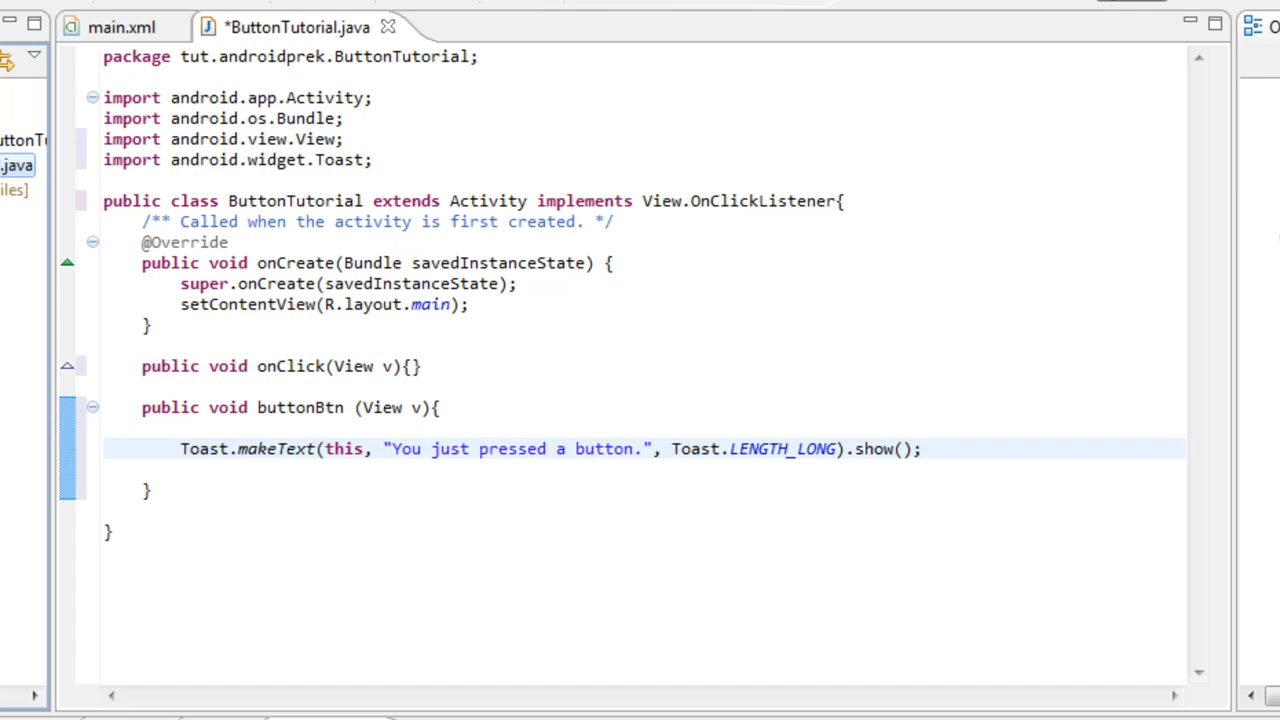 main.xml
*ButtonTutorial.java
package tut.androidprek.ButtonTutorial;
import android.app.Activity;
import android.os.Bundle;
import android.view.View;
import android.widget.Toast;
public class ButtonTutorial extends Activity implements View.OnClickListener{
/** Called when the activity is first created. */
@Override
public void onCreate(Bundle savedInstanceState) {
super.onCreate(savedInstanceState);
setContentView(R.layout.main);
}
public void onClick(View v){}
public void buttonBtn (View v){
Toast.makeText(this, "You just pressed a button.", Toast.LENGTH_LONG).show();
}
}
uttonTu
.java
iles]